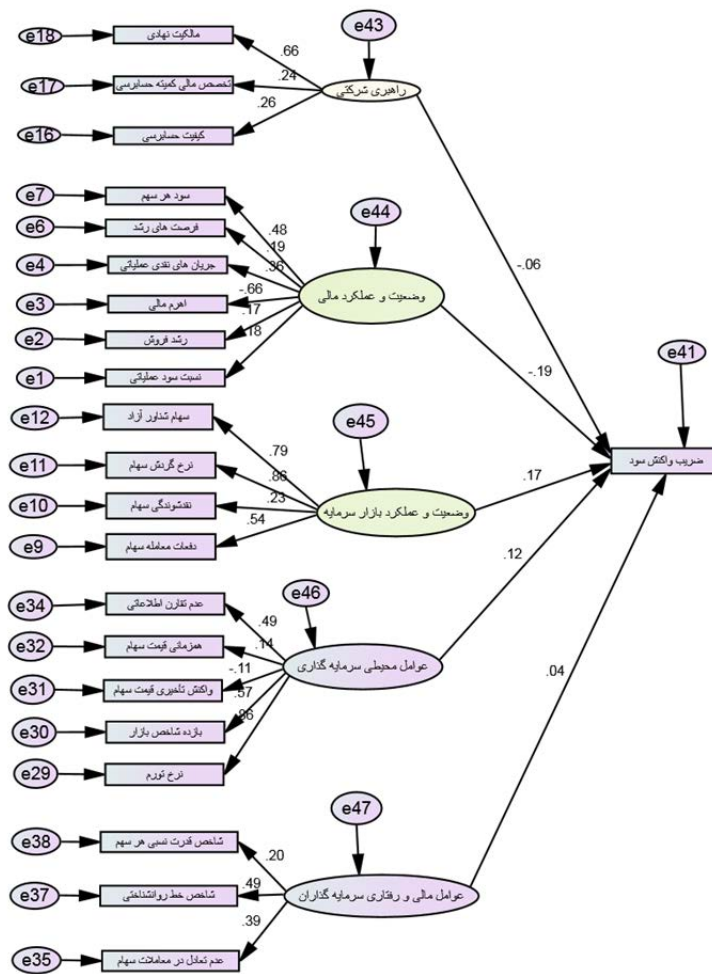 e43
e18
مالکیت نهادی
.66
e17
تخصص مالی کمیته حسابرسی
.24
راهبری شرکتی
e16
کیفیت حسابرسی
.26
e7
سود هر سهم
.48
e44
e6
فرصت های رشد
.19
e4
جریان های نقدی عملیاتی
.36
وضعیت و عملکرد مالی
e3
اهرم مالی
-.66
e2
رشد فروش
.17
e1
نسبت سود عملیاتی
.18
-.06
-.19
e41
ضریب واکنش سود
e12
سهام شناور آزاد
.79
e45
e11
نرخ گردش سهام
.86
e10
نقدشوندگی سهام
.23
وضعیت و عملکرد بازار سرمایه
.17
e9
دفعات معامله سهام
.54
.12
e34
عدم تقارن اطلاعاتی
.49
e46
e32
همزمانی قیمت سهام
.14
عوامل محیطی سرمایه گذاری
e31
واکنش تأخیری قیمت سهام
-.11
e30
بازده شاخص بازار
.57
e29
نرخ تورم
.04
e47
e38
شاخص قدرت نسبی هر سهم
.20
e37
شاخص خط روانشناختی
.49
عوامل مالی و رفتاری سرمایه گذاران
e35
عدم تعادل در معاملات سهام
.39